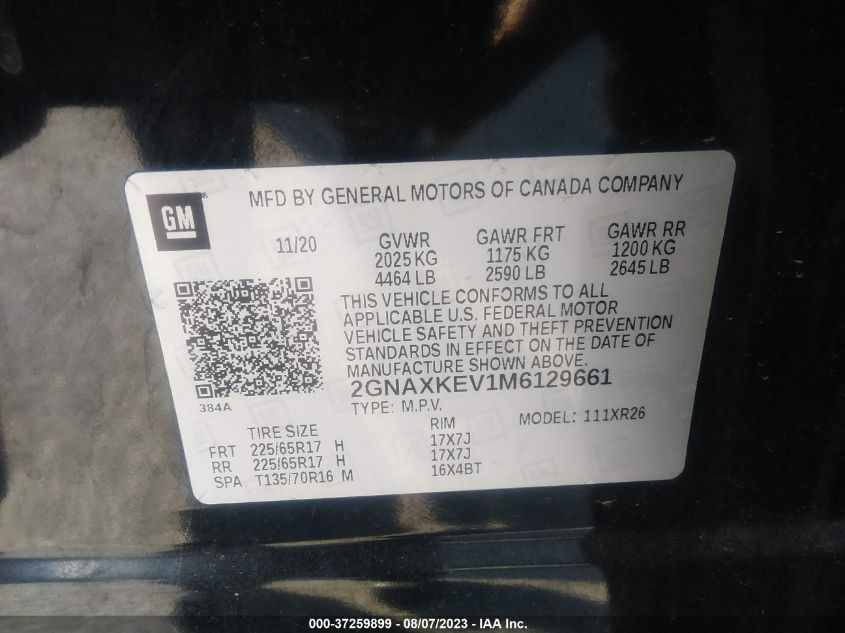 GM
MFD BY GENERAL MOTORS OF CANADA COMPANY
11/20 GVWR GAWR FRT GAWR RR
2025 KG 1175 KG 1200 KG
4464 LB 2590 LB 2645 LB
THIS VEHICLE CONFORMS TO ALL
APPLICABLE U.S. FEDERAL MOTOR
VEHICLE SAFETY AND THEFT PREVENTION
STANDARDS IN EFFECT ON THE DATE OF
MANUFACTURE SHOWN ABOVE.
2GNAXKEV1M6129661
384A
TYPE: M.P.V. MODEL: 111XR26
TIRE SIZE RIM
FRT 225/65R17 H 17X7J
RR 225/65R17 H 17X7J
SPA T135/70R16 M 16X4BT
000-37259899 - 08/07/2023 - IAA Inc.